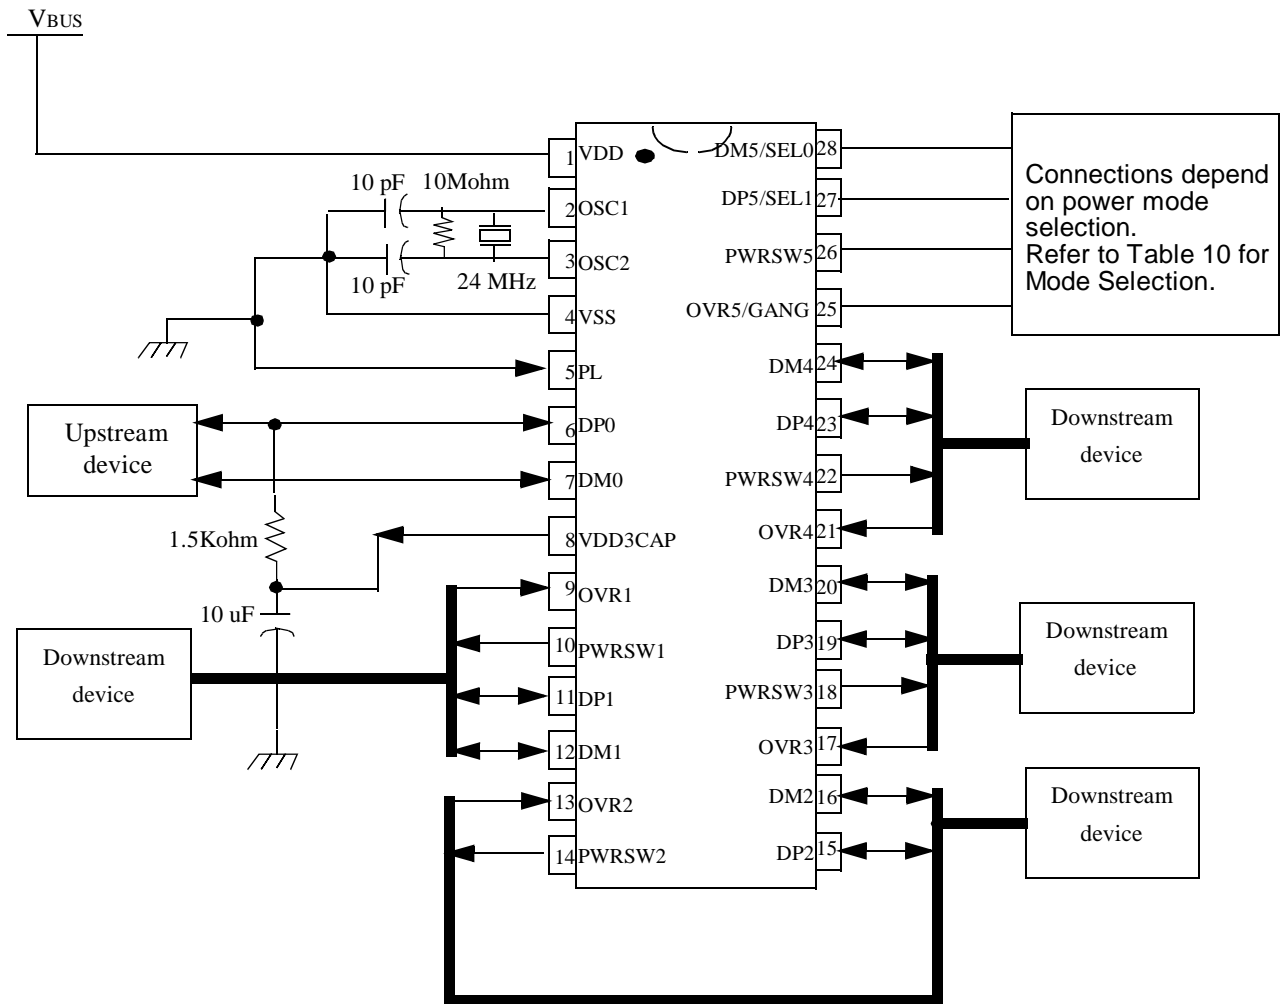 VBUS
10 pF
10Mohm
10 pF
24 MHz
Upstream
device
1.5Kohm
10 uF
Downstream
device
1 VDD
2 OSC1
3 OSC2
4 VSS
5 PL
6 DP0
7 DM0
8 VDD3CAP
9 OVR1
10 PWRSW1
11 DP1
12 DM1
13 OVR2
14 PWRSW2
DM5/SEL0 28
DP5/SEL1 27
PWRSW5 26
OVR5/GANG 25
DM4 24
DP4 23
PWRSW4 22
OVR4 21
DM3 20
DP3 19
PWRSW3 18
OVR3 17
DM2 16
DP2 15
Connections depend
on power mode
selection.
Refer to Table 10 for
Mode Selection.
Downstream
device
Downstream
device
Downstream
device